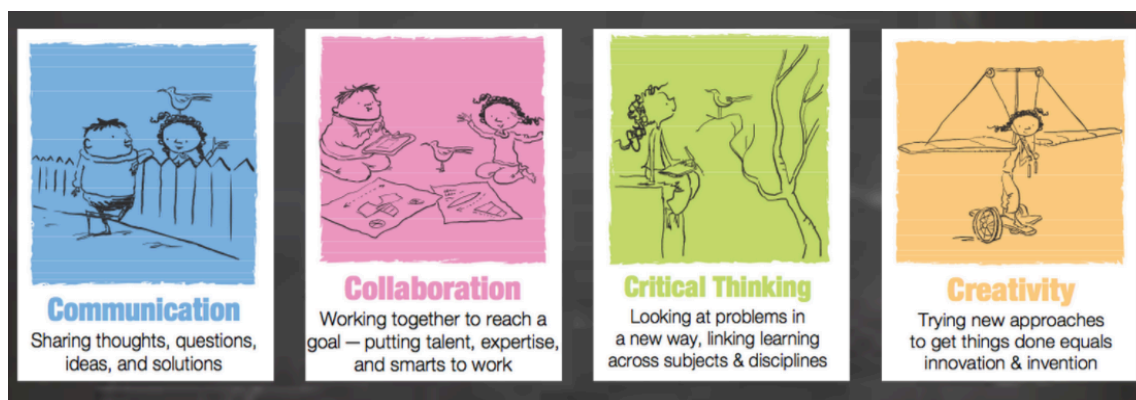 Communication
Sharing thoughts, questions,
ideas, and solutions
Collaboration
Working together to reach a
goal — putting talent, expertise,
and smarts to work
Critical Thinking
Looking at problems in
a new way, linking learning
across subjects & disciplines
Creativity
Trying new approaches
to get things done equals
innovation & invention